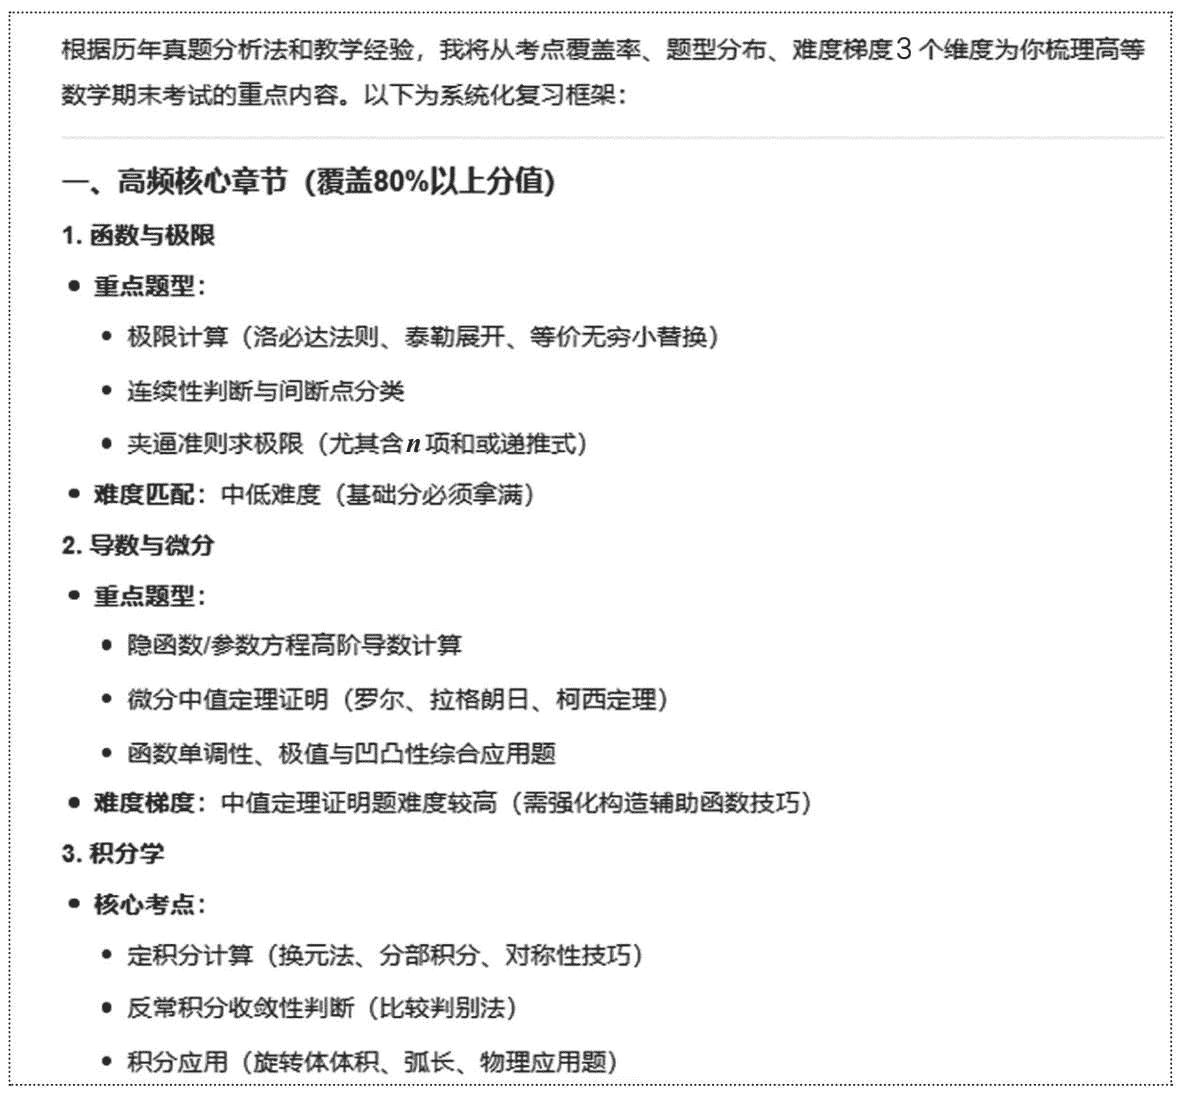 根据历年真题分析法和教学经验，我将从考点覆盖率、题型分布、难度梯度3个维度为你梳理高等
数学期末考试的重点内容。以下为系统化复习框架：
一、高频核心章节（覆盖80%以上分值）
1. 函数与极限
• 重点题型：
• 极限计算（洛必达法则、泰勒展开、等价无穷小替换）
• 连续性判断与间断点分类
• 夹逼准则求极限（尤其含n项和或递推式）
• 难度匹配：中低难度（基础分必须拿满）
2. 导数与微分
• 重点题型：
• 隐函数/参数方程高阶导数计算
• 微分中值定理证明（罗尔、拉格朗日、柯西定理）
• 函数单调性、极值与凹凸性综合应用题
• 难度梯度：中值定理证明题难度较高（需强化构造辅助函数技巧）
3. 积分学
• 核心考点：
• 定积分计算（换元法、分部积分、对称性技巧）
• 反常积分收敛性判断（比较判别法）
• 积分应用（旋转体体积、弧长、物理应用题）